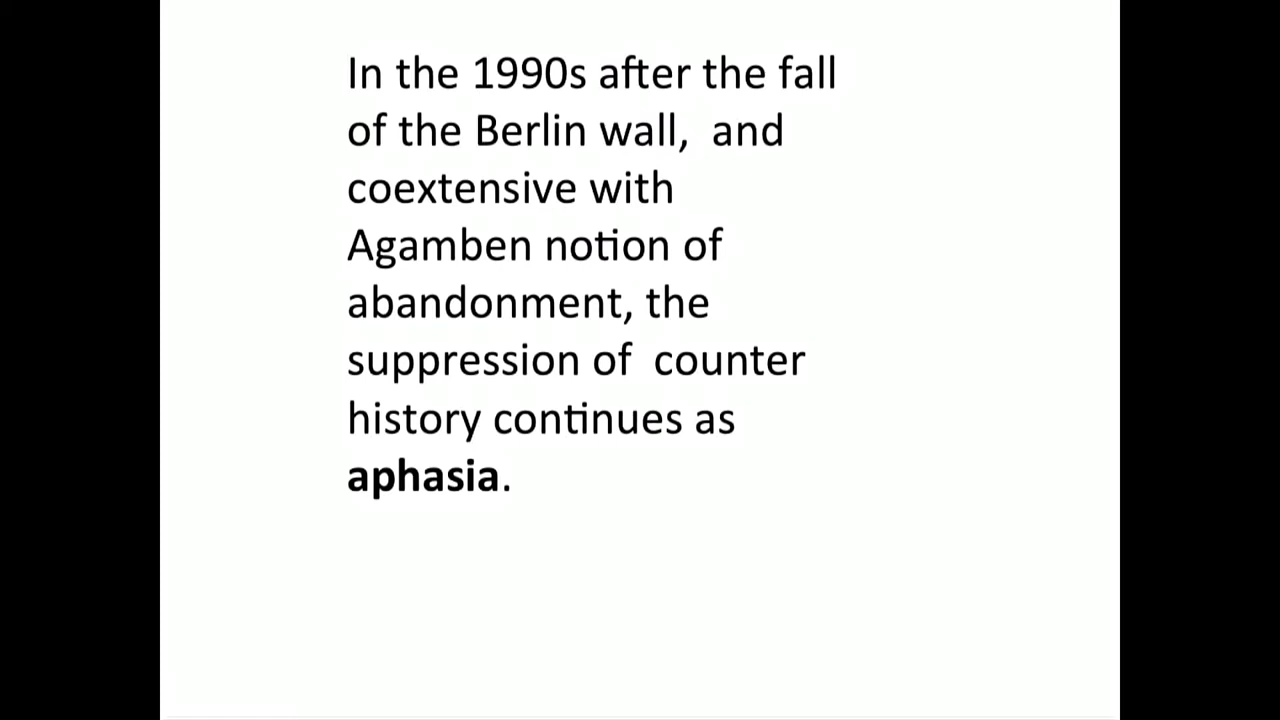 In the 1990s after the fall
of the Berlin wall,  and
coextensive with
Agamben notion of
abandonment, the
suppression of  counter
history continues as
aphasia.